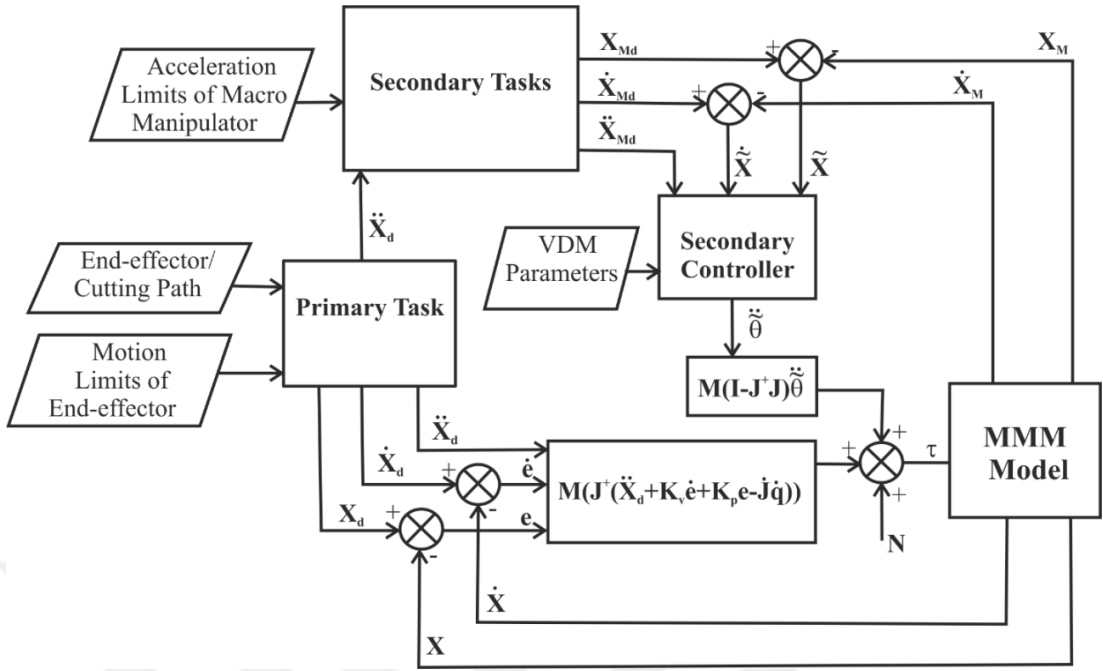 Acceleration
Limits of Macro
Manipulator
Secondary Tasks
X_Md
Ẋ_Md
Ẍ_Md
+
-
+
-
X_M
Ẋ_M
Ẋ̃
X̃
Ẍ_d
End-effector/
Cutting Path
Motion
Limits of
End-effector
Primary Task
VDM
Parameters
Secondary
Controller
θ̃̈
M(I-J⁺J)θ̃̈
Ẍ_d
Ẋ_d
X_d
+
-
ė
+
-
e
M(J⁺(Ẍ_d+K_vė+K_pe-J̇q̇))
+
+
+
τ
N
MMM
Model
Ẋ
X